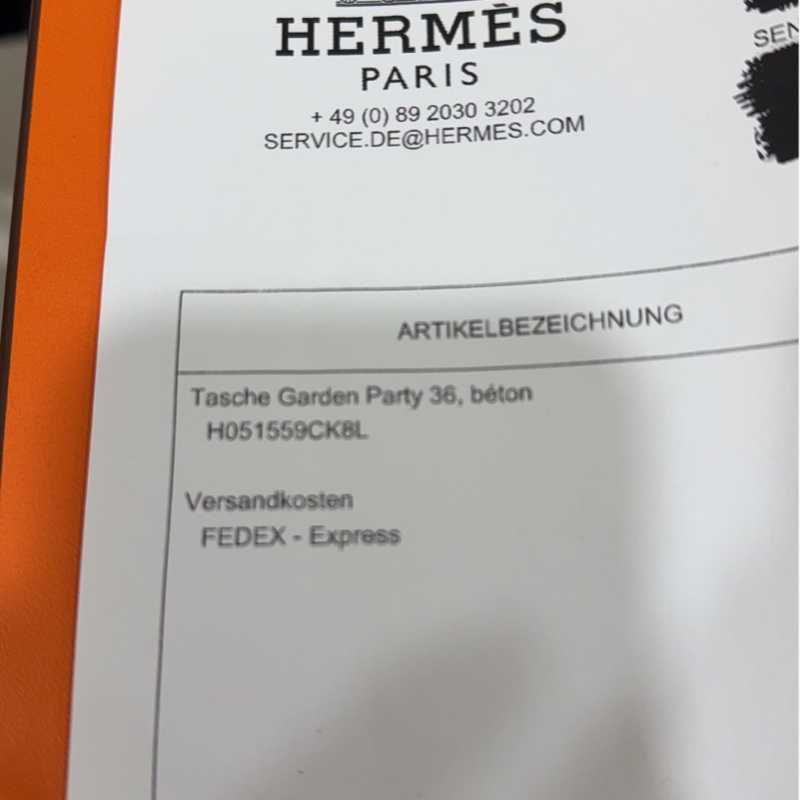 HERMÈS
PARIS
+ 49 (0) 89 2030 3202
SERVICE.DE@HERMES.COM
SEN
ARTIKELBEZEICHNUNG
Tasche Garden Party 36, béton
H051559CK8L
Versandkosten
FEDEX - Express